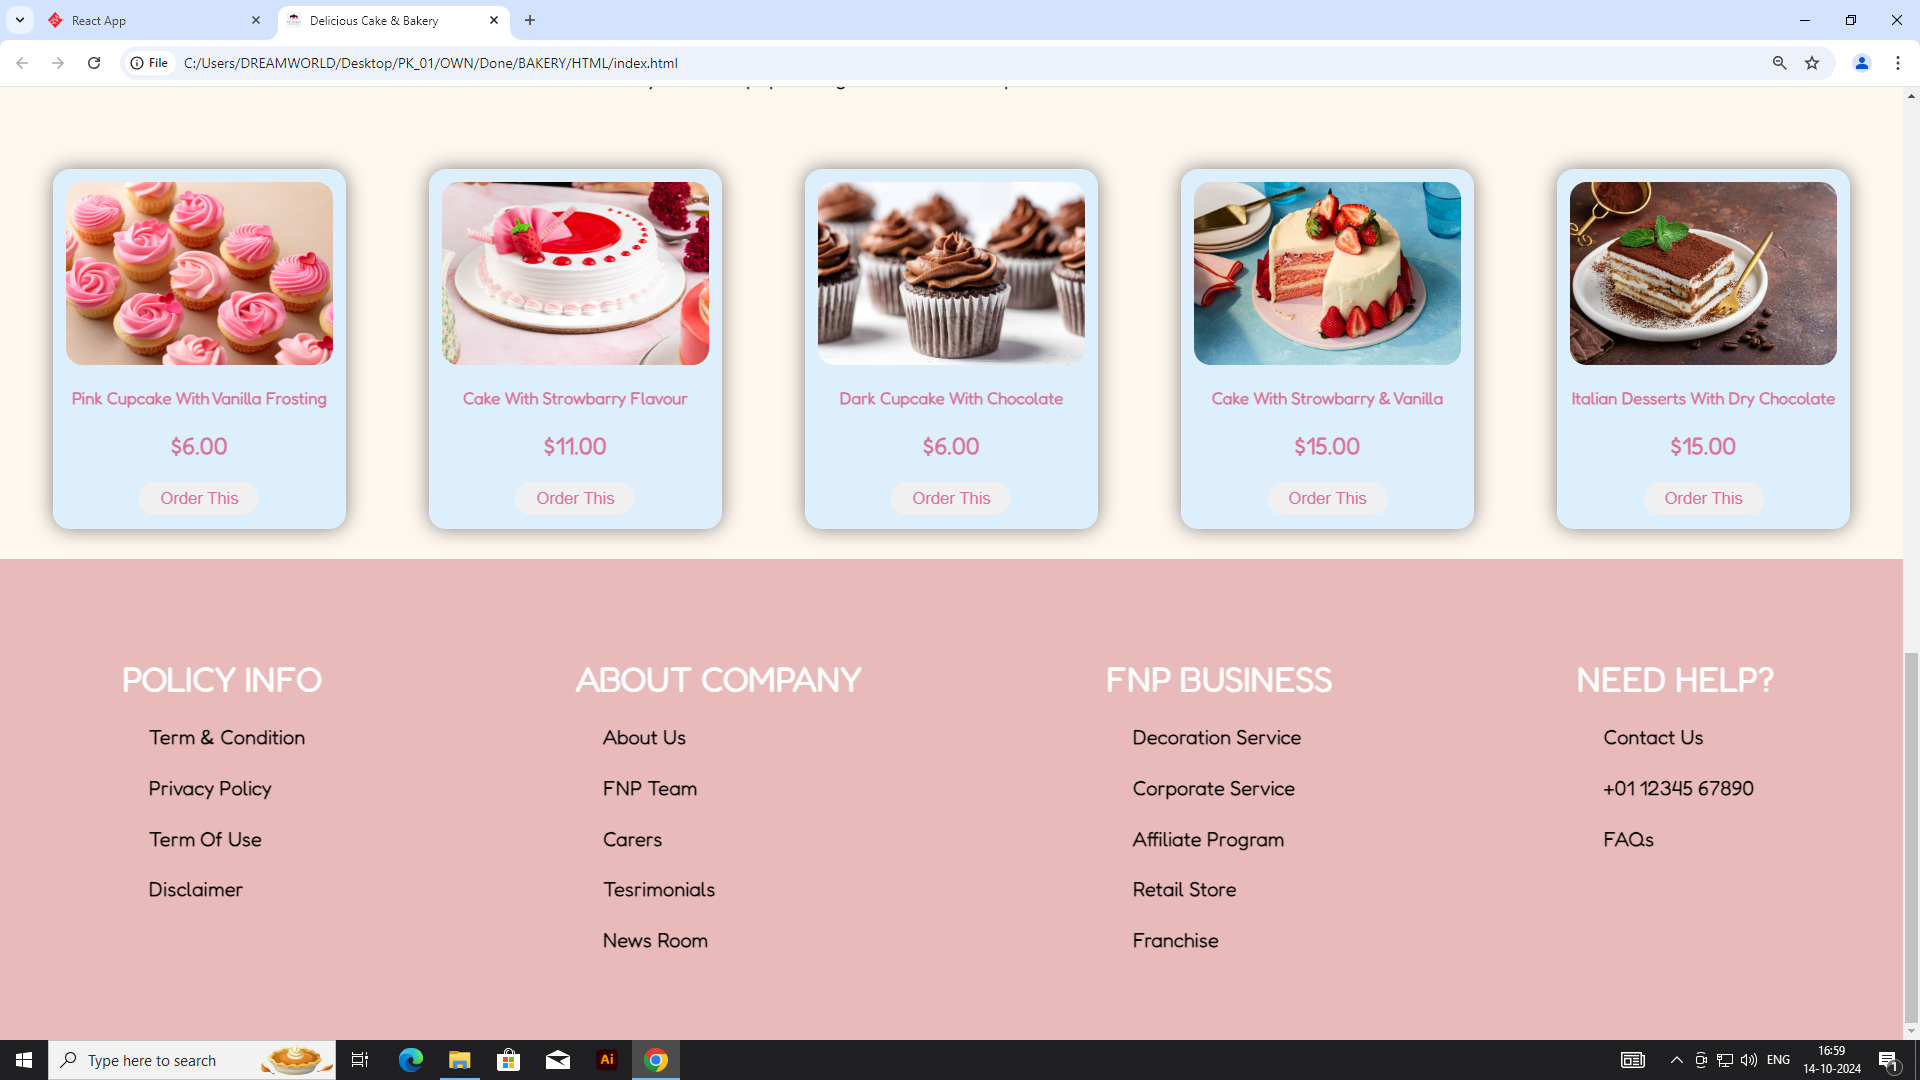 React App
Delicious Cake & Bakery
File
C:/Users/DREAMWORLD/Desktop/PK_01/OWN/Done/BAKERY/HTML/index.html
Pink Cupcake With Vanilla Frosting
$6.00
Order This
Cake With Strowbarry Flavour
$11.00
Order This
Dark Cupcake With Chocolate
$6.00
Order This
Cake With Strowbarry & Vanilla
$15.00
Order This
Italian Desserts With Dry Chocolate
$15.00
Order This
POLICY INFO
Term & Condition
Privacy Policy
Term Of Use
Disclaimer
ABOUT COMPANY
About Us
FNP Team
Carers
Tesrimonials
News Room
FNP BUSINESS
Decoration Service
Corporate Service
Affiliate Program
Retail Store
Franchise
NEED HELP?
Contact Us
+01 12345 67890
FAQs
Type here to search
Ai
ENG
16:59
14-10-2024
1